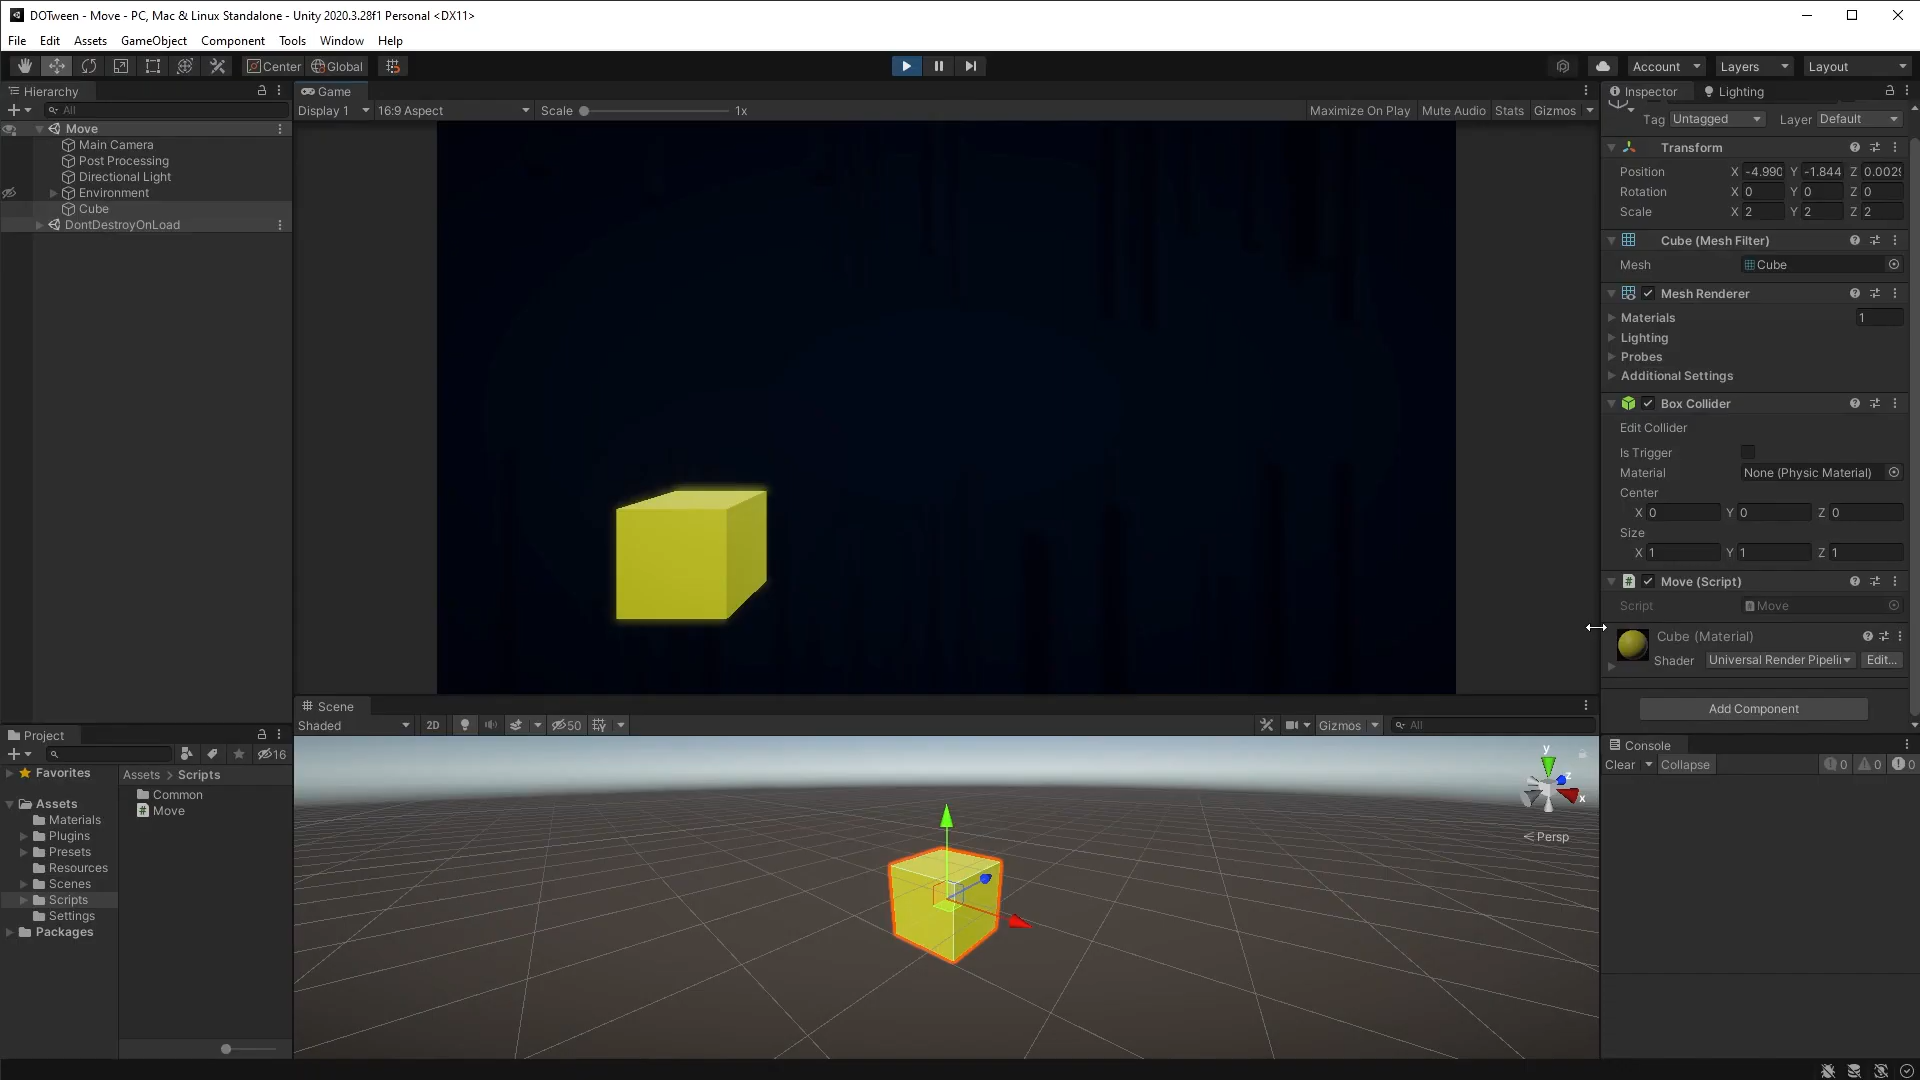 DOTween - Move - PC, Mac & Linux Standalone - Unity 2020.3.28f1 Personal <DX11>
File Edit Assets GameObject Component Tools Window Help
Center Global Account Layers Layout
Hierarchy
All
Move
Main Camera
Post Processing
Directional Light
Environment
Cube
DontDestroyOnLoad
Game
Display 1 16:9 Aspect Scale 1x Maximize On Play Mute Audio Stats Gizmos
Scene
Shaded 2D 50 Gizmos All
y
z
x
Persp
Project
16
Favorites
Assets
Materials
Plugins
Presets
Resources
Scenes
Scripts
Settings
Packages
Assets > Scripts
Common
Move
Inspector Lighting
Tag Untagged Layer Default
Transform
Position X -4.990 Y -1.844 Z 0.0029
Rotation X 0 Y 0 Z 0
Scale X 2 Y 2 Z 2
Cube (Mesh Filter)
Mesh Cube
Mesh Renderer
Materials 1
Lighting
Probes
Additional Settings
Box Collider
Edit Collider
Is Trigger
Material None (Physic Material)
Center
X 0 Y 0 Z 0
Size
X 1 Y 1 Z 1
Move (Script)
Script Move
Cube (Material)
Shader Universal Render Pipeli Edit...
Add Component
Console
Clear Collapse 0 0 0